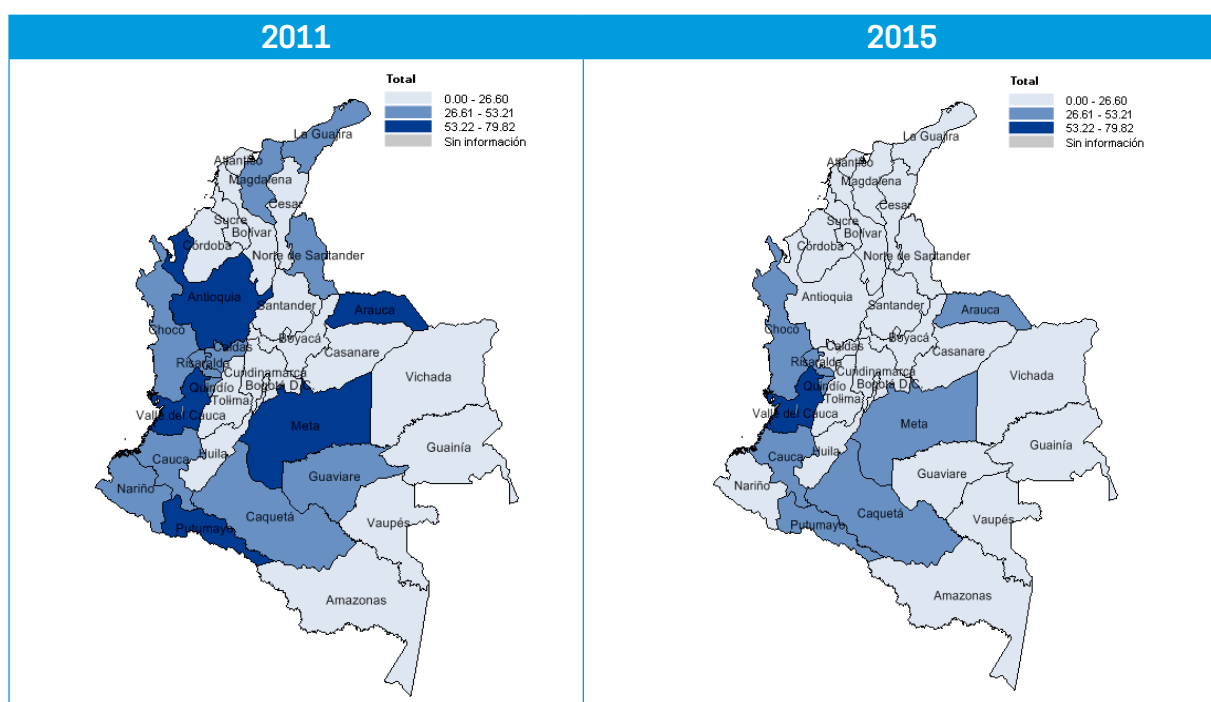 2011
Total
0.00 - 26.60
26.61 - 53.21
53.22 - 79.82
Sin información
La Guajira
Atlántico
Magdalena
Cesar
Sucre
Bolívar
Córdoba
Norte de Santander
Antioquia
Santander
Arauca
Chocó
Boyacá
Caldas
Casanare
Risaralda
Cundinamarca
Vichada
Quindío
Bogotá D.C.
Tolima
Valle del Cauca
Meta
Guainía
Huila
Cauca
Guaviare
Nariño
Caquetá
Putumayo
Vaupés
Amazonas
2015
Total
0.00 - 26.60
26.61 - 53.21
53.22 - 79.82
Sin información
La Guajira
Atlántico
Magdalena
Cesar
Sucre
Bolívar
Córdoba
Norte de Santander
Antioquia
Santander
Arauca
Chocó
Boyacá
Caldas
Casanare
Risaralda
Cundinamarca
Vichada
Quindío
Bogotá D.C.
Tolima
Valle del Cauca
Meta
Guainía
Huila
Cauca
Guaviare
Nariño
Caquetá
Putumayo
Vaupés
Amazonas